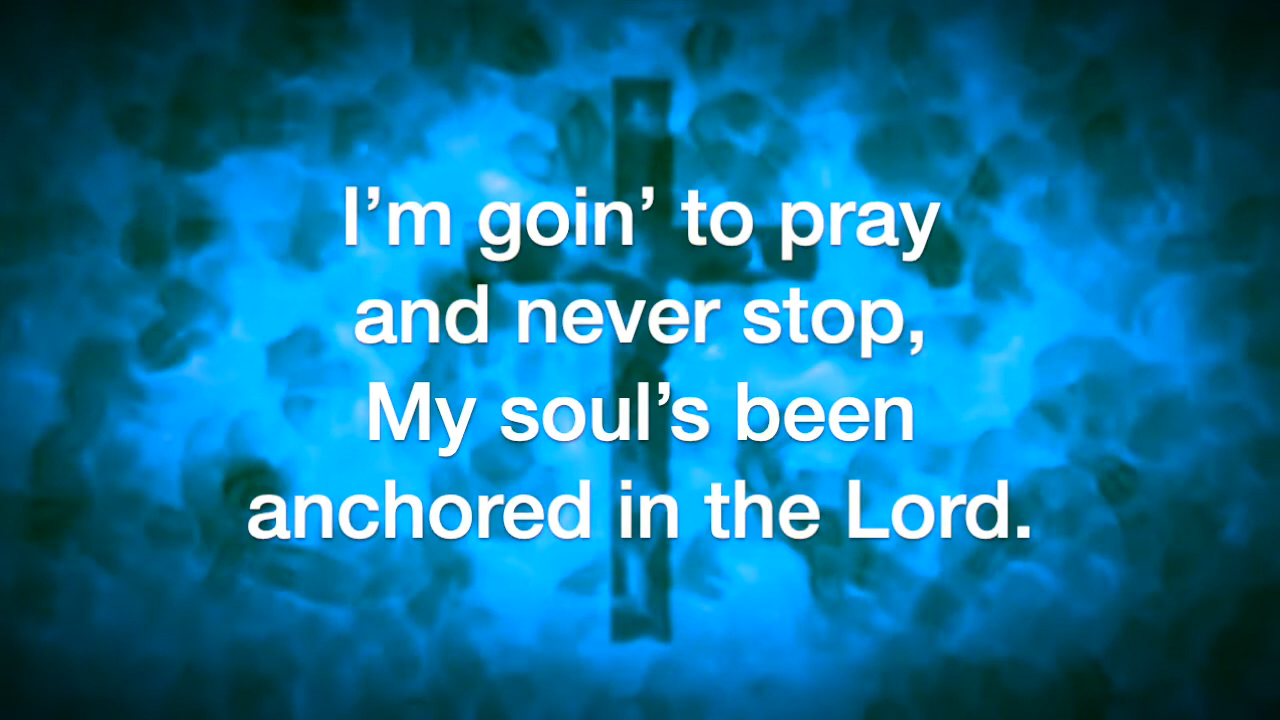 I’m goin’ to pray
and never stop,
My soul’s been
anchored in the Lord.